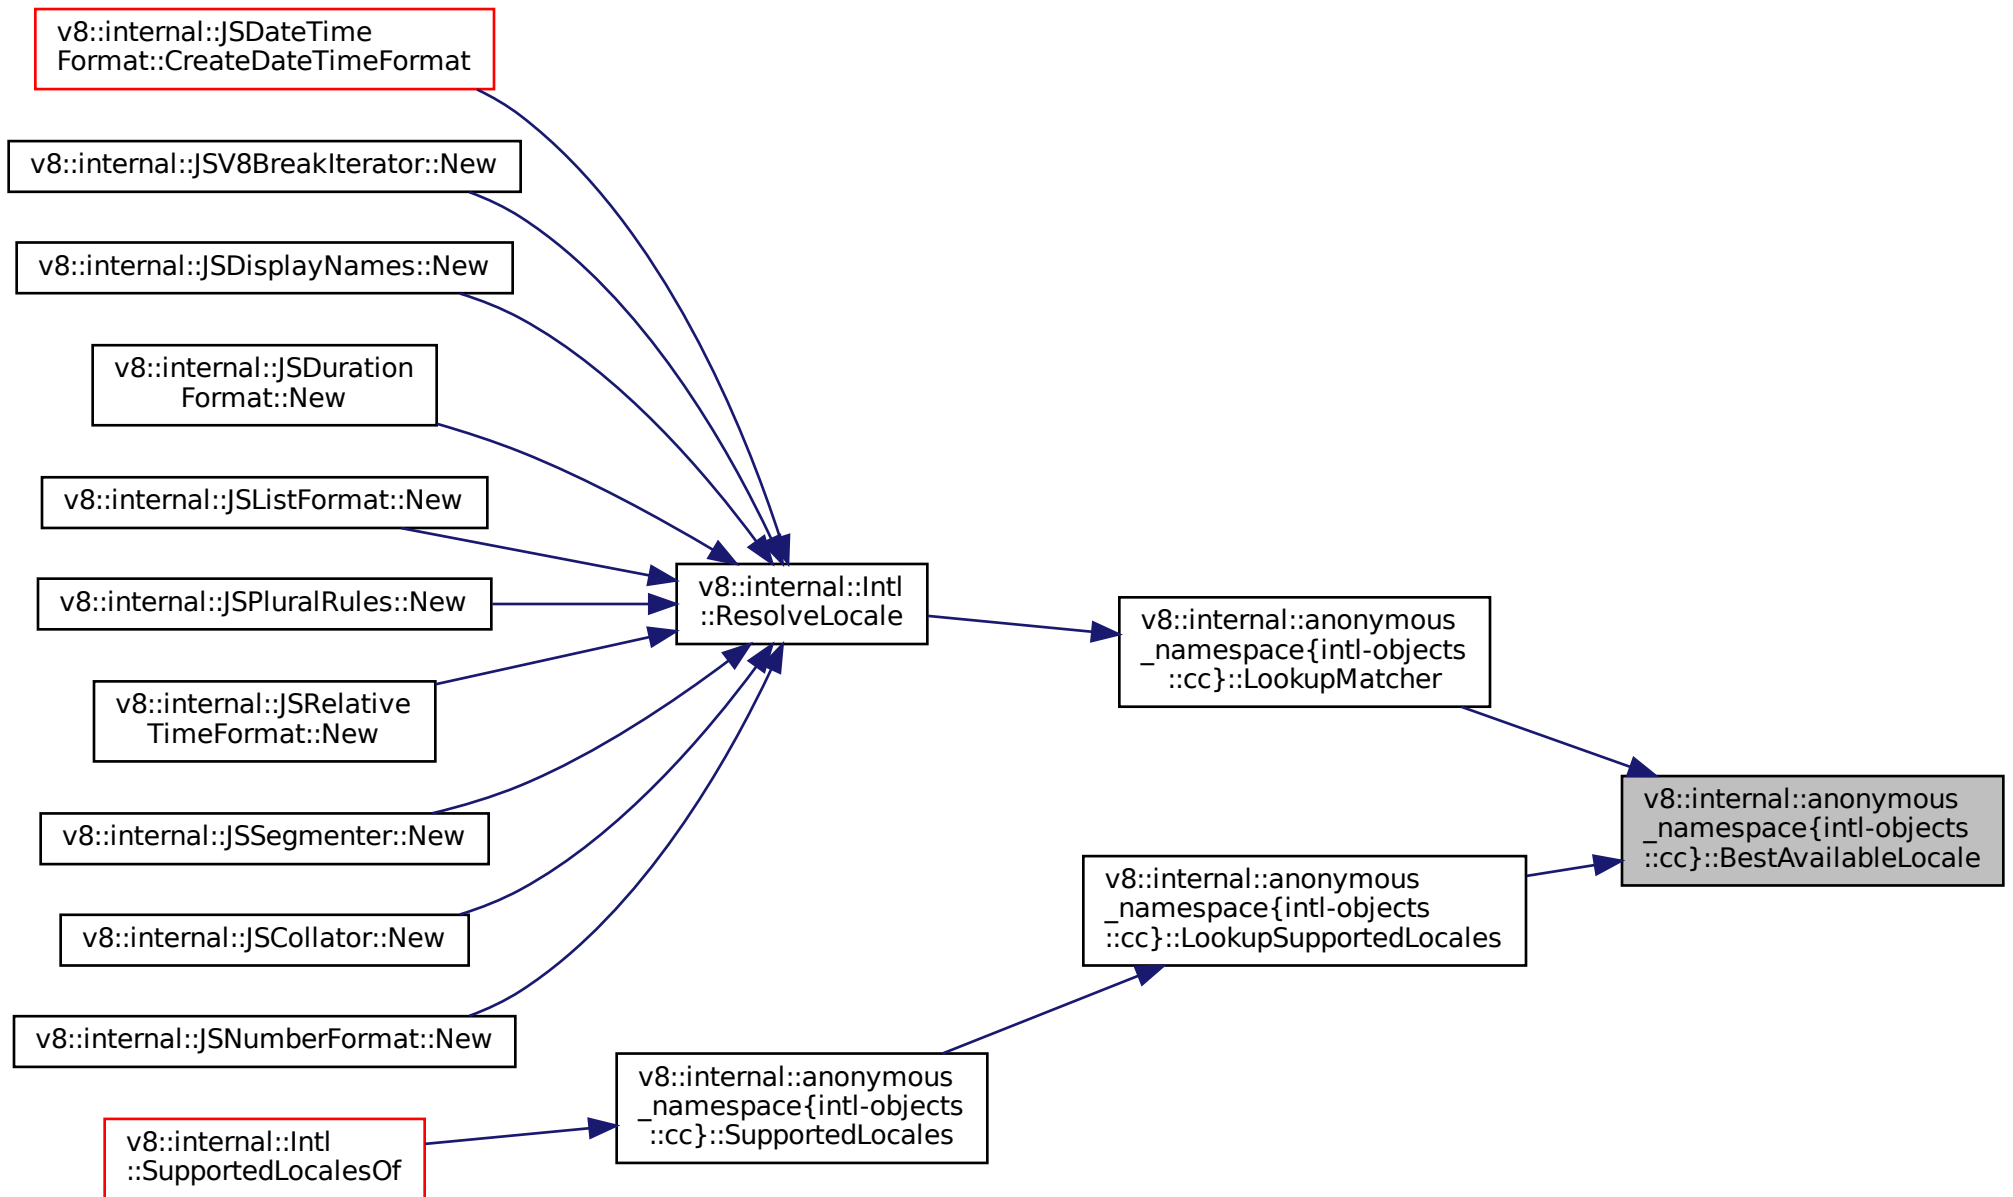 v8::internal::JSDateTime
Format::CreateDateTimeFormat
v8::internal::JSV8BreakIterator::New
v8::internal::JSDisplayNames::New
v8::internal::JSDuration
Format::New
v8::internal::JSListFormat::New
v8::internal::JSPluralRules::New
v8::internal::JSRelative
TimeFormat::New
v8::internal::JSSegmenter::New
v8::internal::JSCollator::New
v8::internal::JSNumberFormat::New
v8::internal::Intl
::SupportedLocalesOf
v8::internal::Intl
::ResolveLocale
v8::internal::anonymous
_namespace{intl-objects
::cc}::SupportedLocales
v8::internal::anonymous
_namespace{intl-objects
::cc}::LookupMatcher
v8::internal::anonymous
_namespace{intl-objects
::cc}::LookupSupportedLocales
v8::internal::anonymous
_namespace{intl-objects
::cc}::BestAvailableLocale